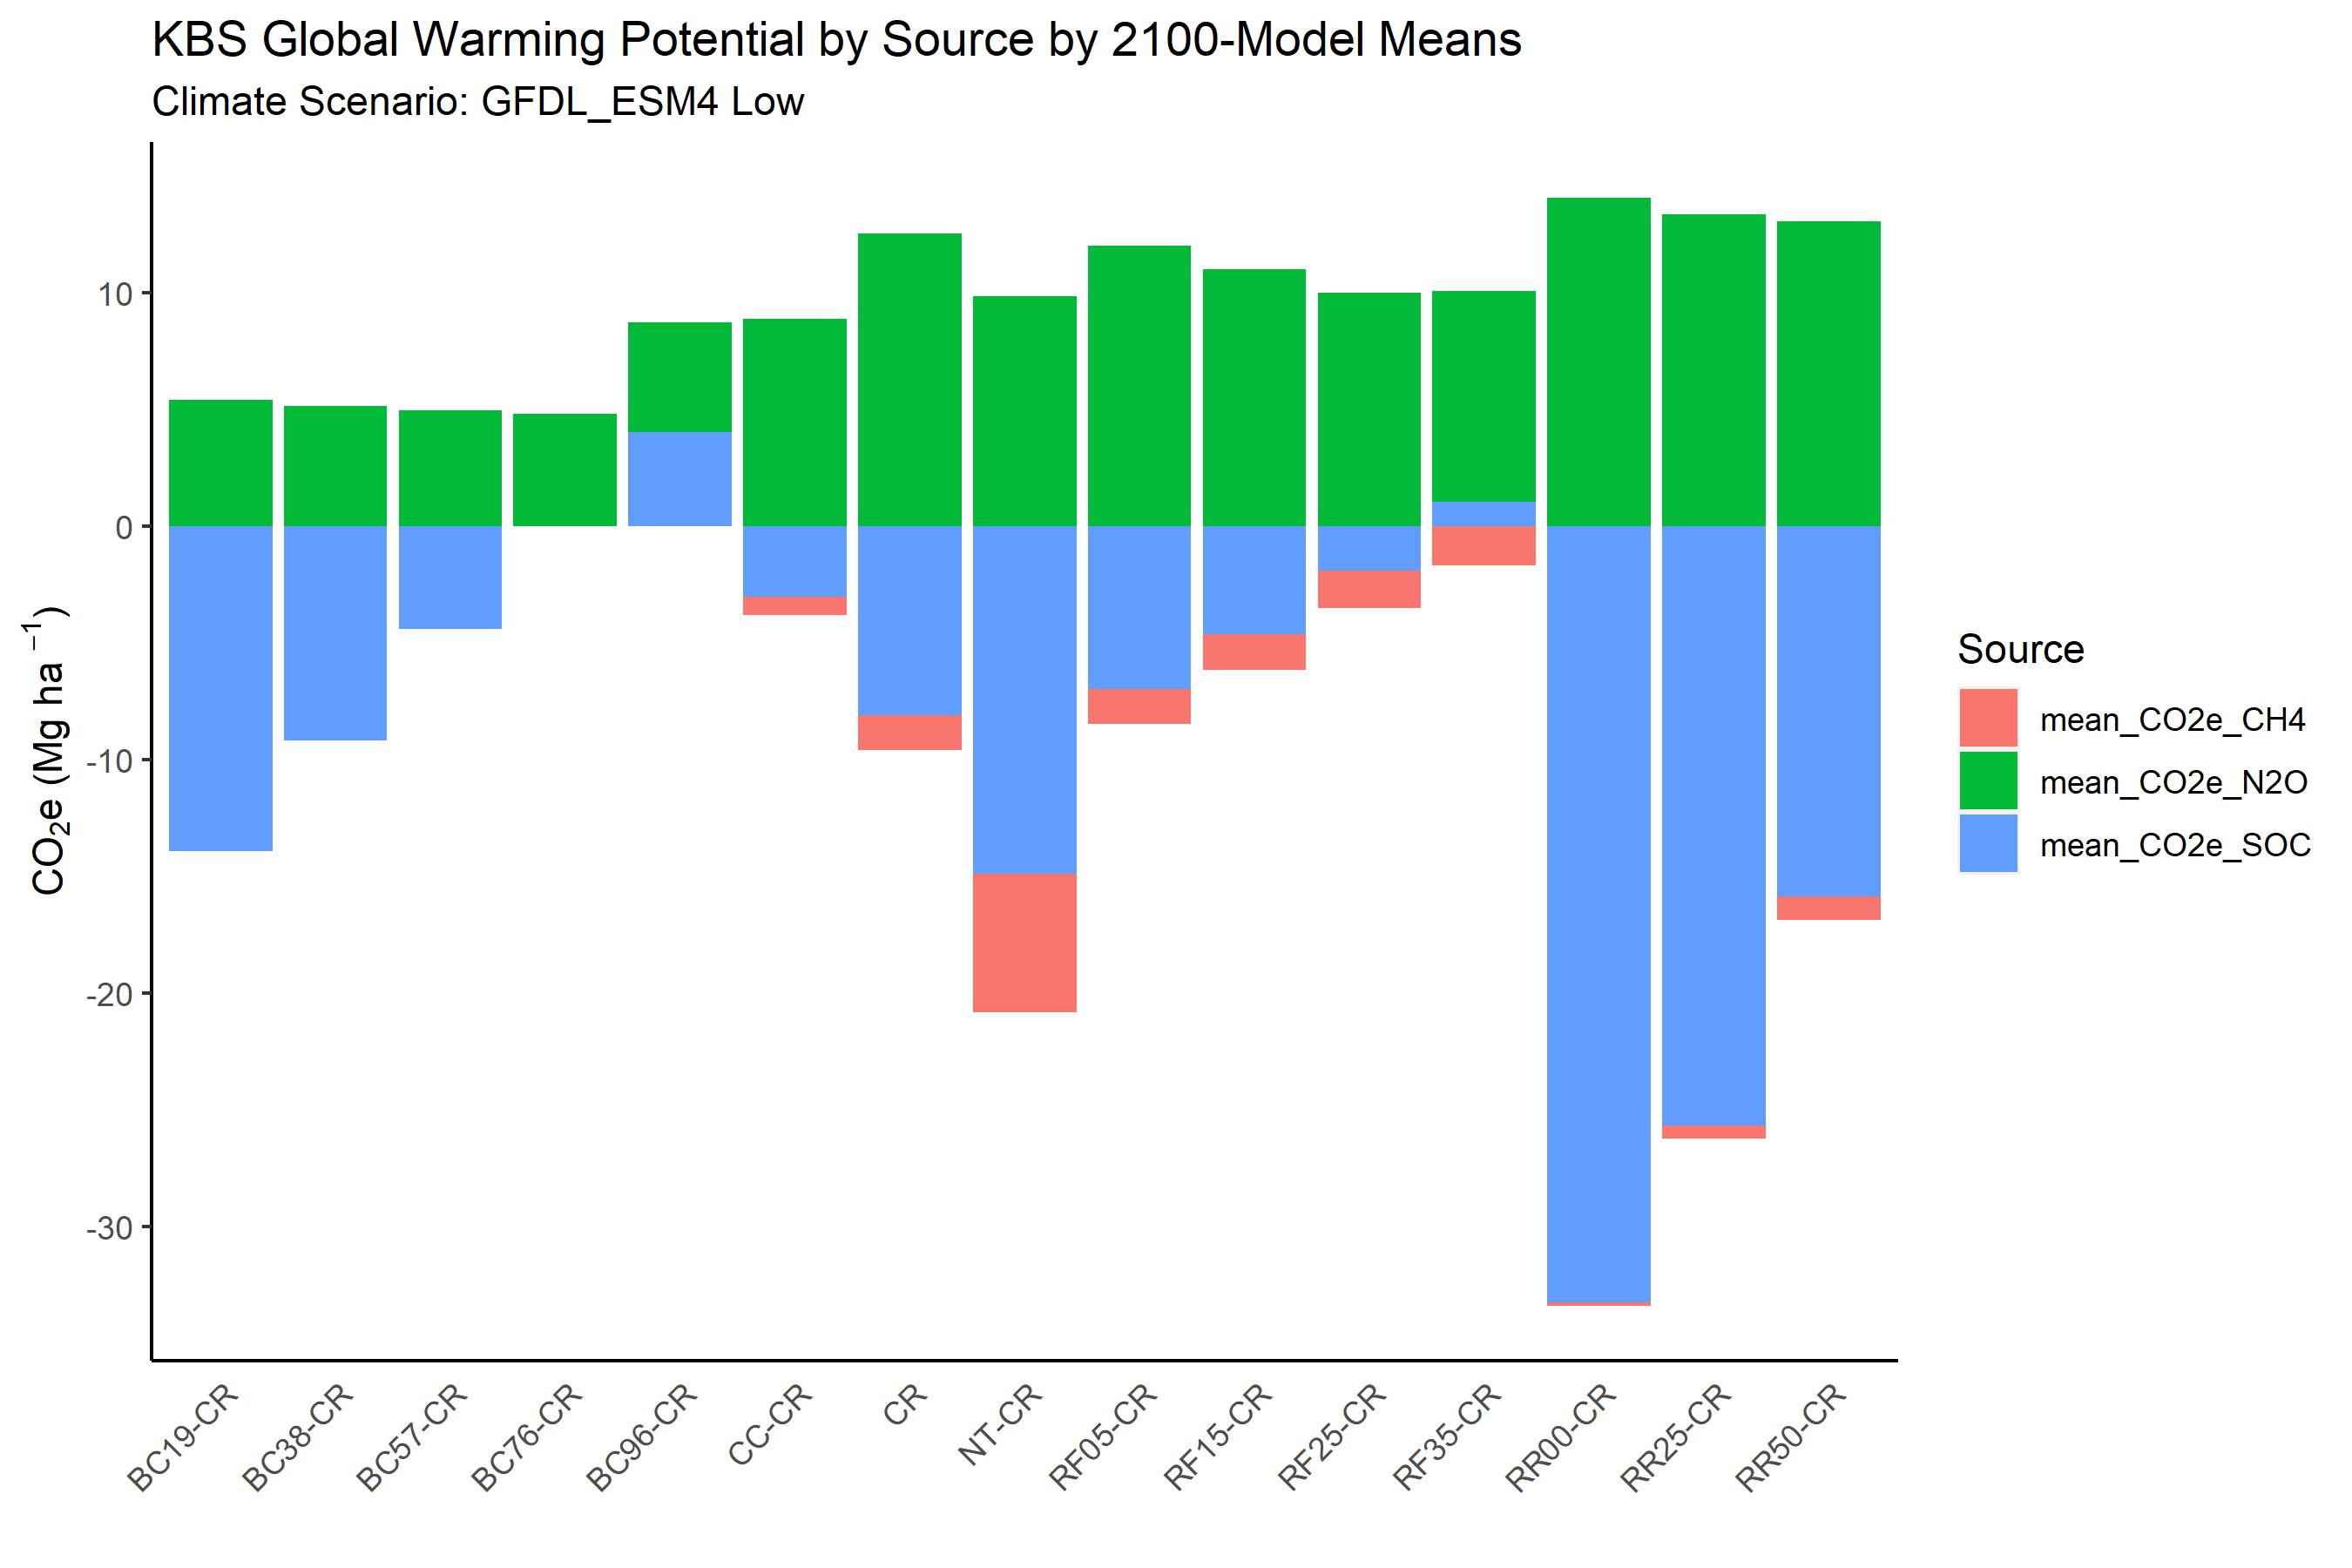 KBS Global Warming Potential by Source by 2100-Model Means
Climate Scenario: GFDL_ESM4 Low
CO₂e (Mg ha ⁻¹)
10
0
-10
-20
-30
BC19-CR
BC38-CR
BC57-CR
BC76-CR
BC96-CR
CC-CR
CR
NT-CR
RF05-CR
RF15-CR
RF25-CR
RF35-CR
RR00-CR
RR25-CR
RR50-CR
Source
mean_CO2e_CH4
mean_CO2e_N2O
mean_CO2e_SOC